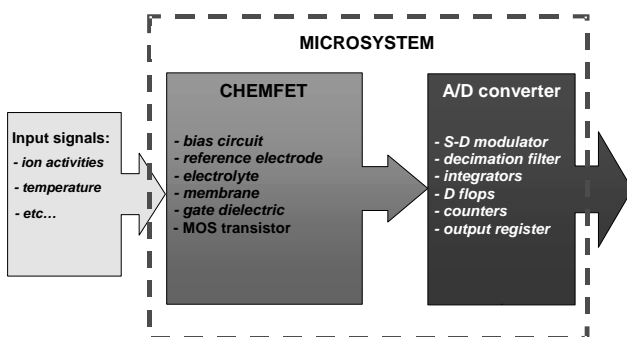 MICROSYSTEM
Input signals:
- ion activities
- temperature
- etc…
CHEMFET
- bias circuit
- reference electrode
- electrolyte
- membrane
- gate dielectric
- MOS transistor
A/D converter
- S-D modulator
- decimation filter
- integrators
- D flops
- counters
- output register